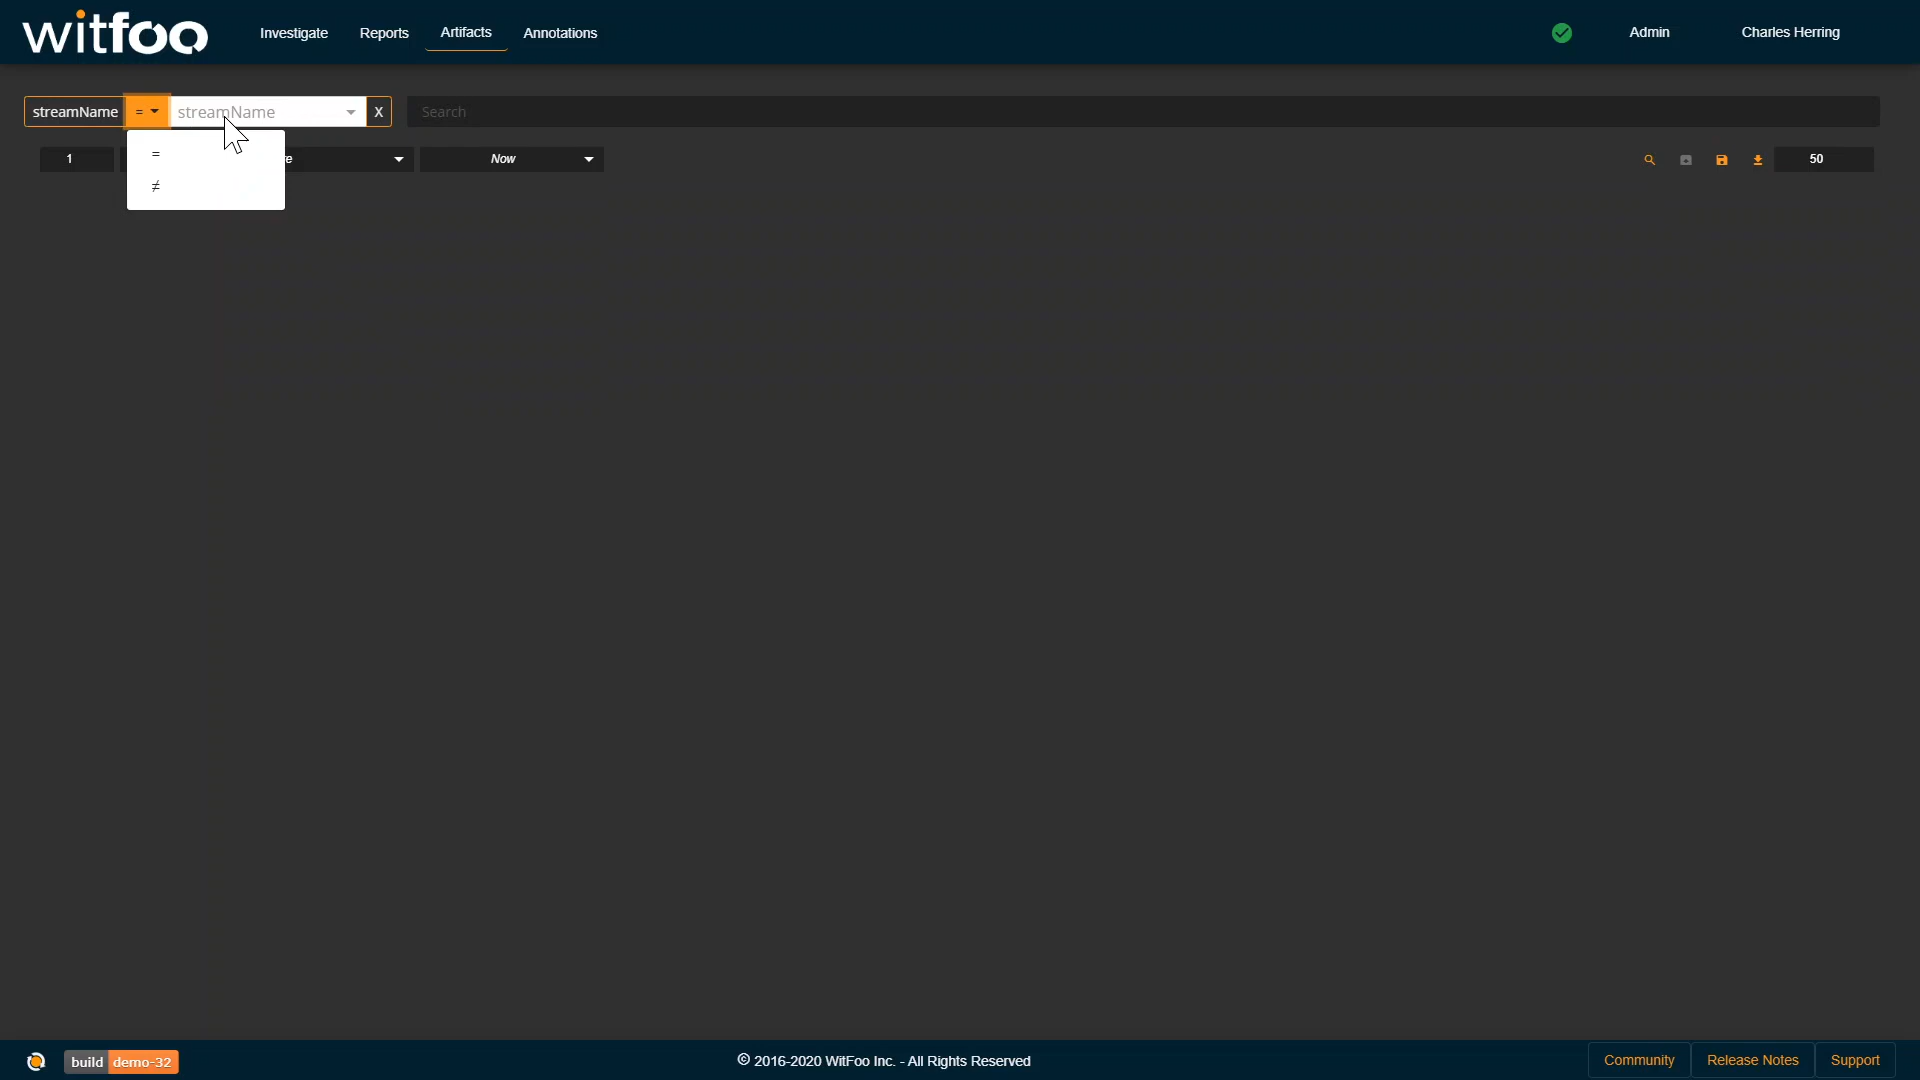 witfoo
Investigate Reports Artifacts Annotations Admin Charles Herring
streamName = streamName X Search
=
≠
1 re Now 50
build demo-32 © 2016-2020 WitFoo Inc. - All Rights Reserved Community Release Notes Support